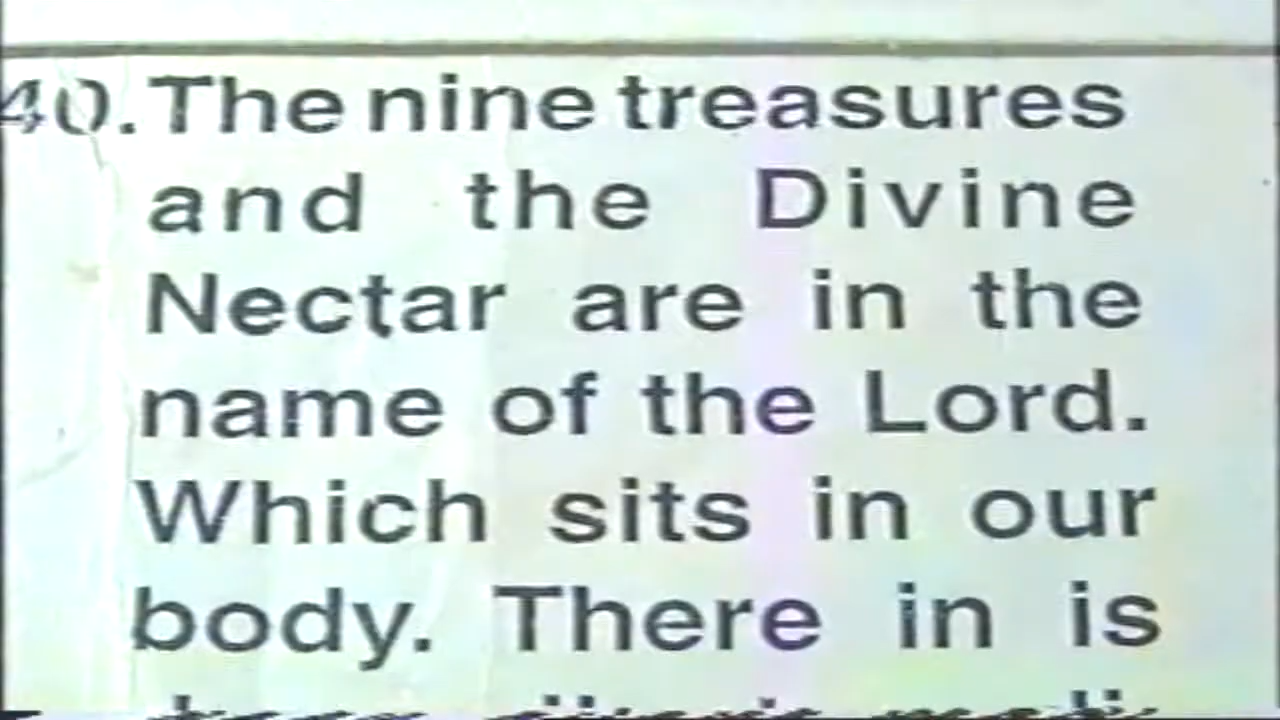 40. The nine treasures
and the Divine
Nectar are in the
name of the Lord.
Which sits in our
body. There in is